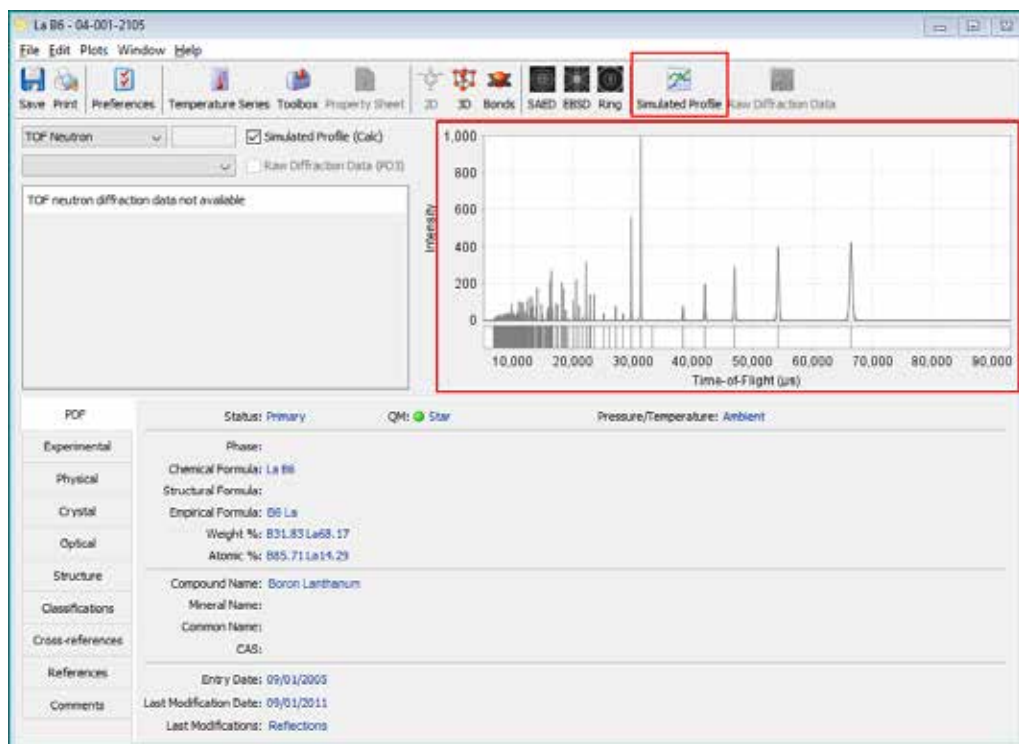 La B6 - 04-001-2105
File Edit Plots Window Help
Save Print Preferences Temperature Series Toolbox Property Sheet 2D 3D Bonds SAED EBSD Ring Simulated Profile Raw Diffraction Data
TOF Neutron Simulated Profile (Calc)
Raw Diffraction Data (PD3)
TOF neutron diffraction data not available
1,000
800
600
400
200
0
Intensity
10,000 20,000 30,000 40,000 50,000 60,000 70,000 80,000 90,000
Time-of-Flight (µs)
PDF
Experimental
Physical
Crystal
Optical
Structure
Classifications
Cross-references
References
Comments
Status: Primary QM: Star Pressure/Temperature: Ambient
Phase:
Chemical Formula: La B6
Structural Formula:
Empirical Formula: B6 La
Weight %: B31.83 La68.17
Atomic %: B85.71 La14.29
Compound Name: Boron Lanthanum
Mineral Name:
Common Name:
CAS:
Entry Date: 09/01/2005
Last Modification Date: 09/01/2011
Last Modifications: Reflections